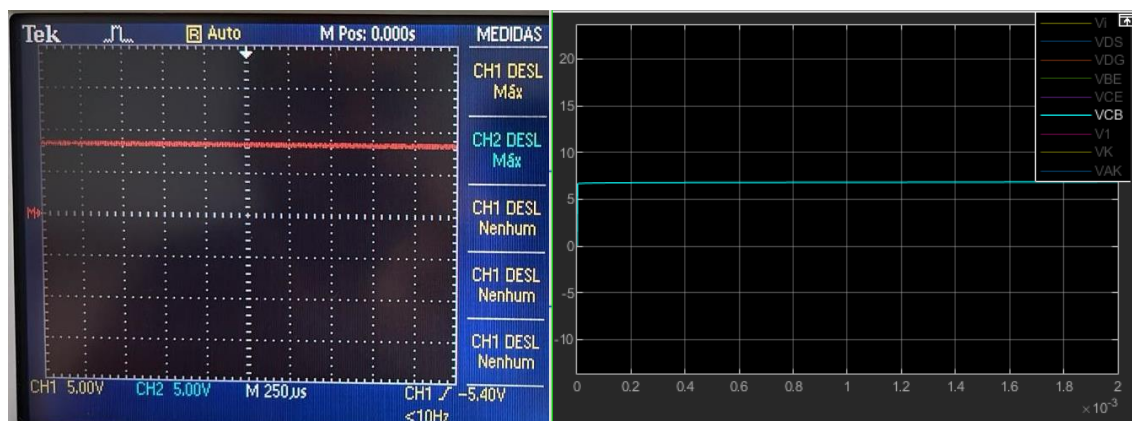 Tek R Auto M Pos: 0.000s MEDIDAS
CH1 DESL
Máx
CH2 DESL
Máx
CH1 DESL
Nenhum
CH1 DESL
Nenhum
CH1 DESL
Nenhum
M
CH1 5.00V CH2 5.00V M 250µs CH1 -5.40V
<10Hz
Vi
VDS
VDG
VBE
VCE
VCB
V1
VK
VAK
20
15
10
5
0
-5
-10
0 0.2 0.4 0.6 0.8 1 1.2 1.4 1.6 1.8 2
×10⁻³